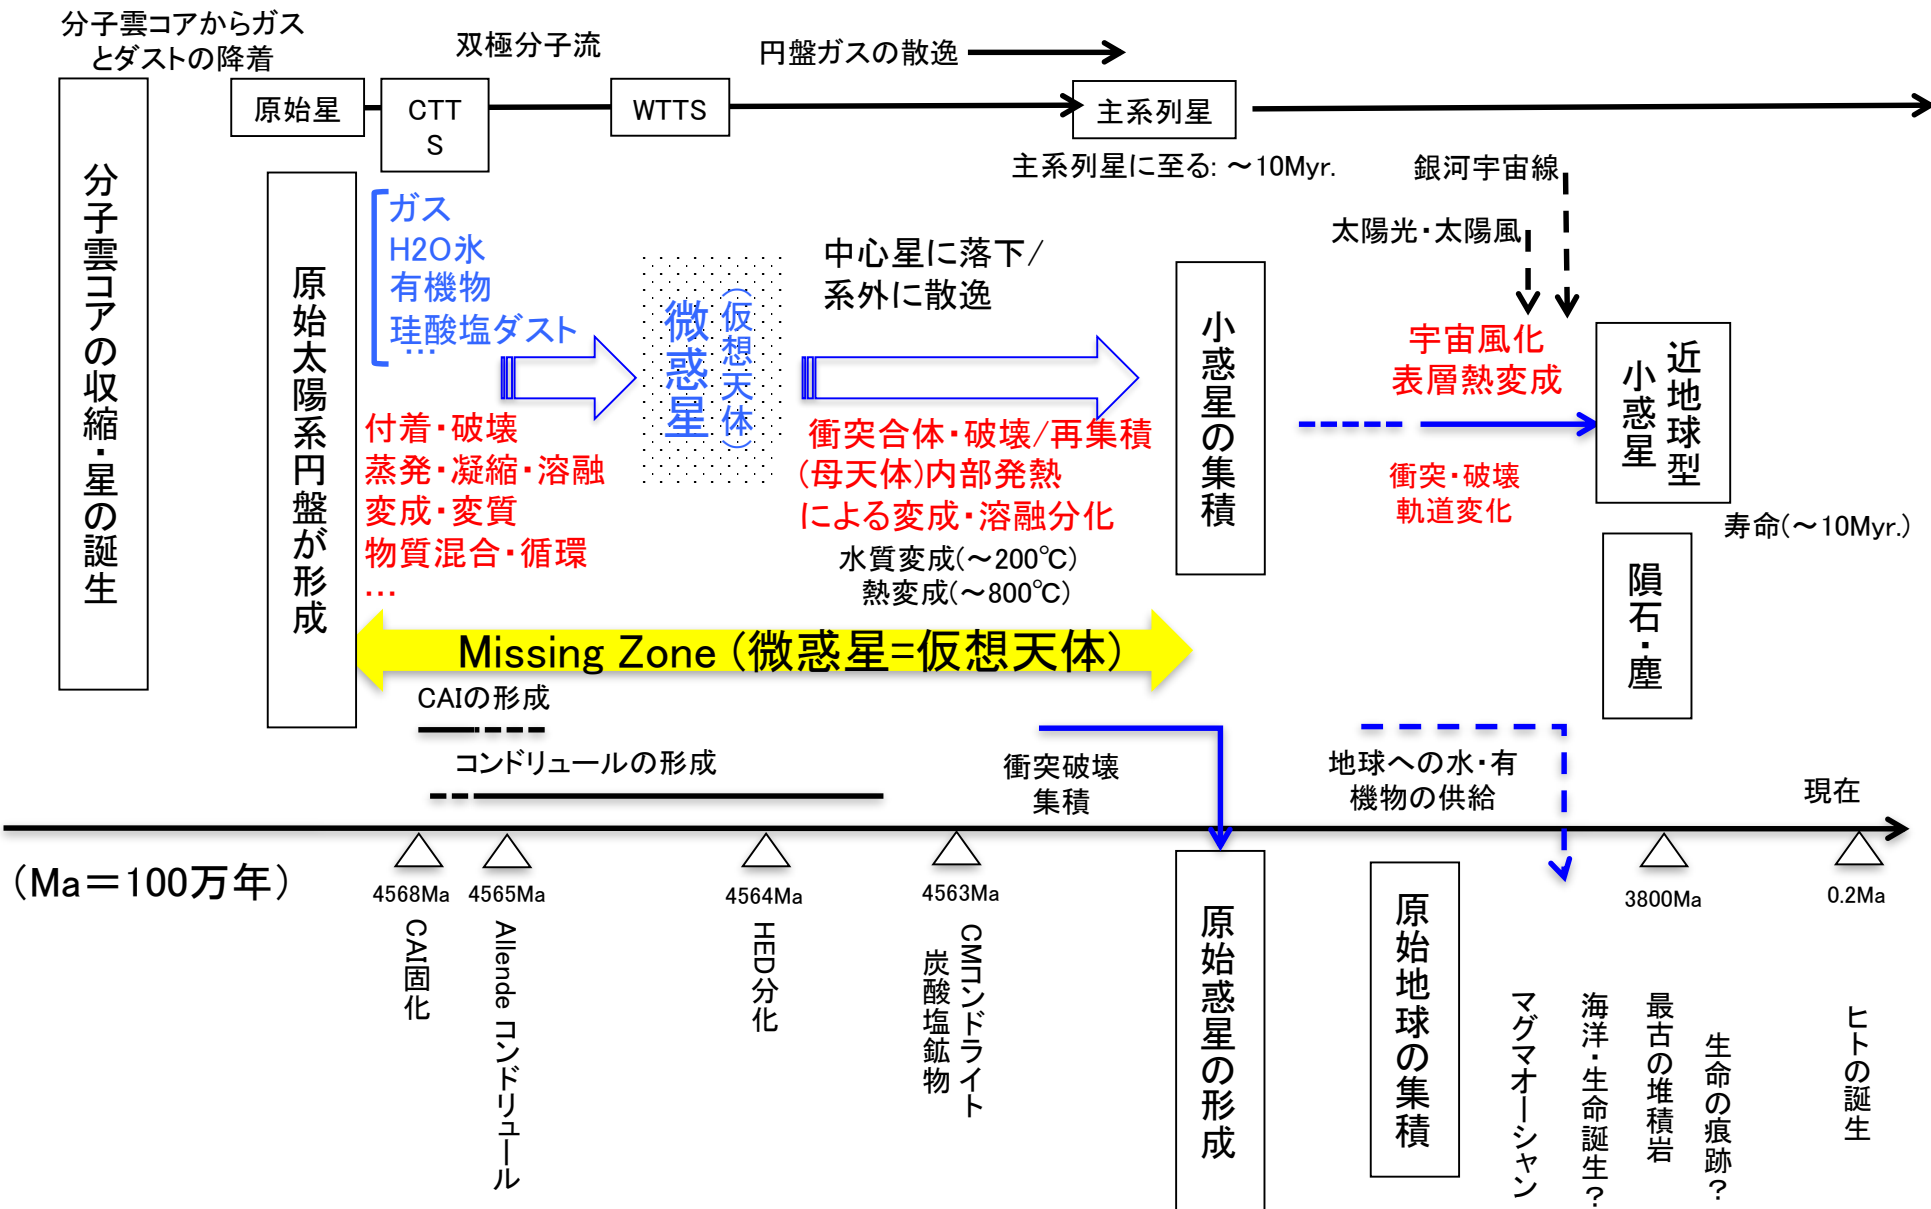 分子雲コアからガス
とダストの降着
双極分子流
円盤ガスの散逸
原始星
CTT
S
WTTS
主系列星
主系列星に至る: ～10Myr.
銀河宇宙線
太陽光・太陽風
分子雲コアの収縮・星の誕生
原始太陽系円盤が形成
ガス
H2O氷
有機物
珪酸塩ダスト
…
微惑星
(仮想天体)
中心星に落下/
系外に散逸
小惑星の集積
宇宙風化
表層熱変成
近地球型
小惑星
付着・破壊
蒸発・凝縮・溶融
変成・変質
物質混合・循環
…
衝突合体・破壊/再集積
(母天体)内部発熱
による変成・溶融分化
水質変成(～200℃)
熱変成(～800℃)
衝突・破壊
軌道変化
寿命(～10Myr.)
隕石・塵
Missing Zone (微惑星=仮想天体)
CAIの形成
コンドリュールの形成
衝突破壊
集積
地球への水・有
機物の供給
現在
(Ma＝100万年)
4568Ma
4565Ma
4564Ma
4563Ma
3800Ma
0.2Ma
CAI固化
Allende コンドリュール
HED分化
CMコンドライト
炭酸塩鉱物
原始惑星の形成
原始地球の集積
マグマオーシャン
海洋・生命誕生？
最古の堆積岩
生命の痕跡？
ヒトの誕生